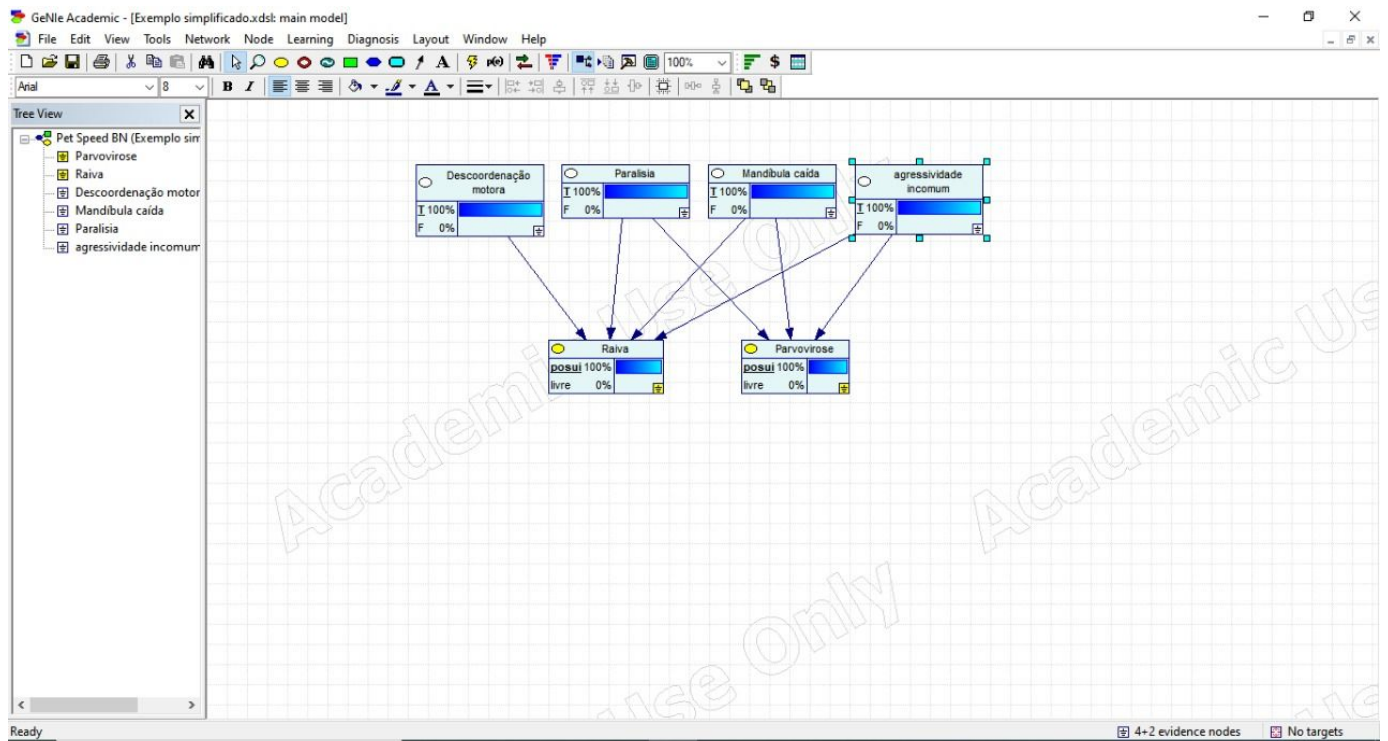 GeNIe Academic - [Exemplo simplificado.xdsl: main model]
File Edit View Tools Network Node Learning Diagnosis Layout Window Help
100%
Arial 8 B I
Tree View
Pet Speed BN (Exemplo sim
Parvovirose
Raiva
Descoordenação motor
Mandíbula caída
Paralisia
agressividade incomum
Descoordenação
motora
T 100%
F 0%
Paralisia
T 100%
F 0%
Mandíbula caída
T 100%
F 0%
agressividade
incomum
T 100%
F 0%
Raiva
posui 100%
livre 0%
Parvovirose
posui 100%
livre 0%
Academic Use Only
Academic Us
Use Only
Ready
4+2 evidence nodes
No targets